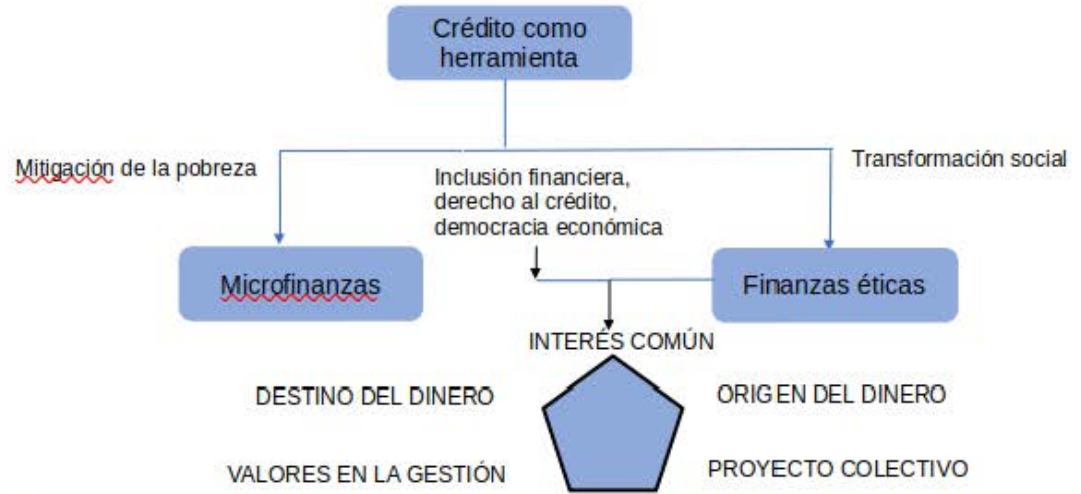 Crédito como
herramienta
Mitigación de la pobreza
Transformación social
Inclusión financiera,
derecho al crédito,
democracia económica
Microfinanzas
Finanzas éticas
INTERÉS COMÚN
DESTINO DEL DINERO
ORIGEN DEL DINERO
VALORES EN LA GESTIÓN
PROYECTO COLECTIVO